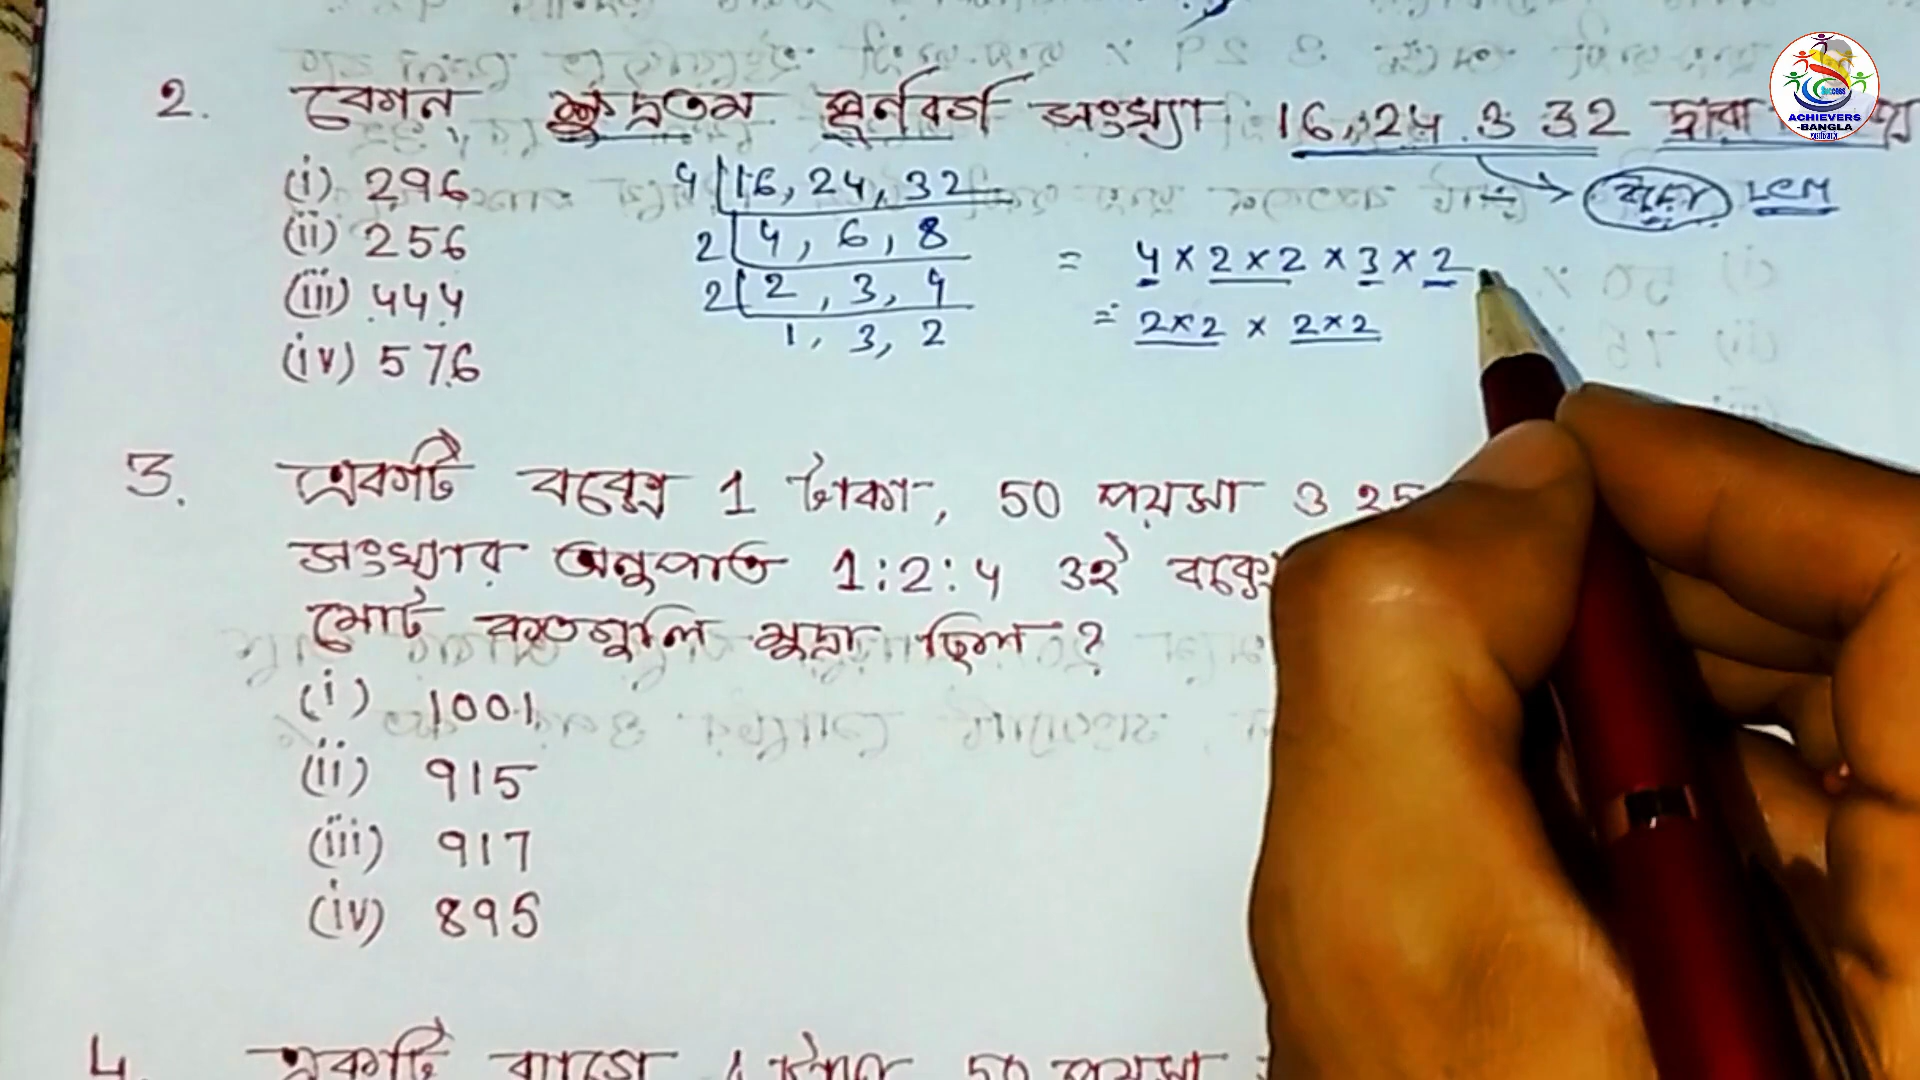 2. কোন ক্ষুদ্রতম পূর্নবর্গ সংখ্যা 16, 24 ও 32 দ্বারা
(i) 296
(ii) 256
(iii) 444
(iv) 576
4 16, 24, 32
2 4, 6, 8
2 2, 3, 4
1, 3, 2
LCM
= 4 × 2 × 2 × 3 × 2
= 2×2 × 2×2
3. একটি বাক্সে 1 টাকা, 50 পয়সা ও 25
সংখ্যার অনুপাত 1:2:4 ঐ
মোট কতগুলি মুদ্রা ছিল ?
(i) 1001
(ii) 915
(iii) 917
(iv) 895
4. একটি ব্যাগে 1 টাকা 50 পয়সা
ACHIEVERS
-BANGLA